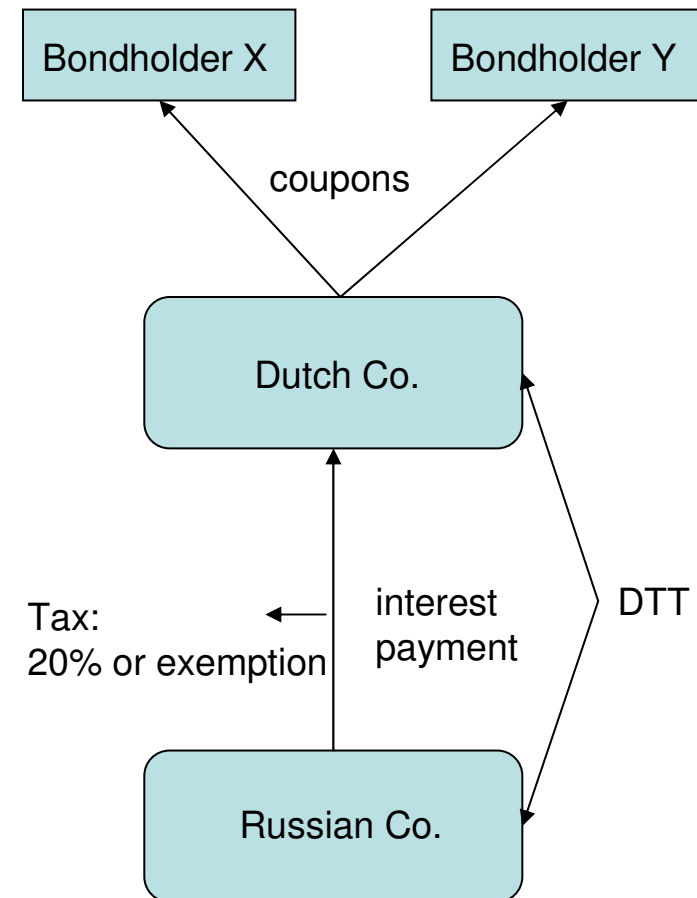 Bondholder X
Bondholder Y
coupons
Dutch Co.
Tax:
20% or exemption
interest
payment
DTT
Russian Co.